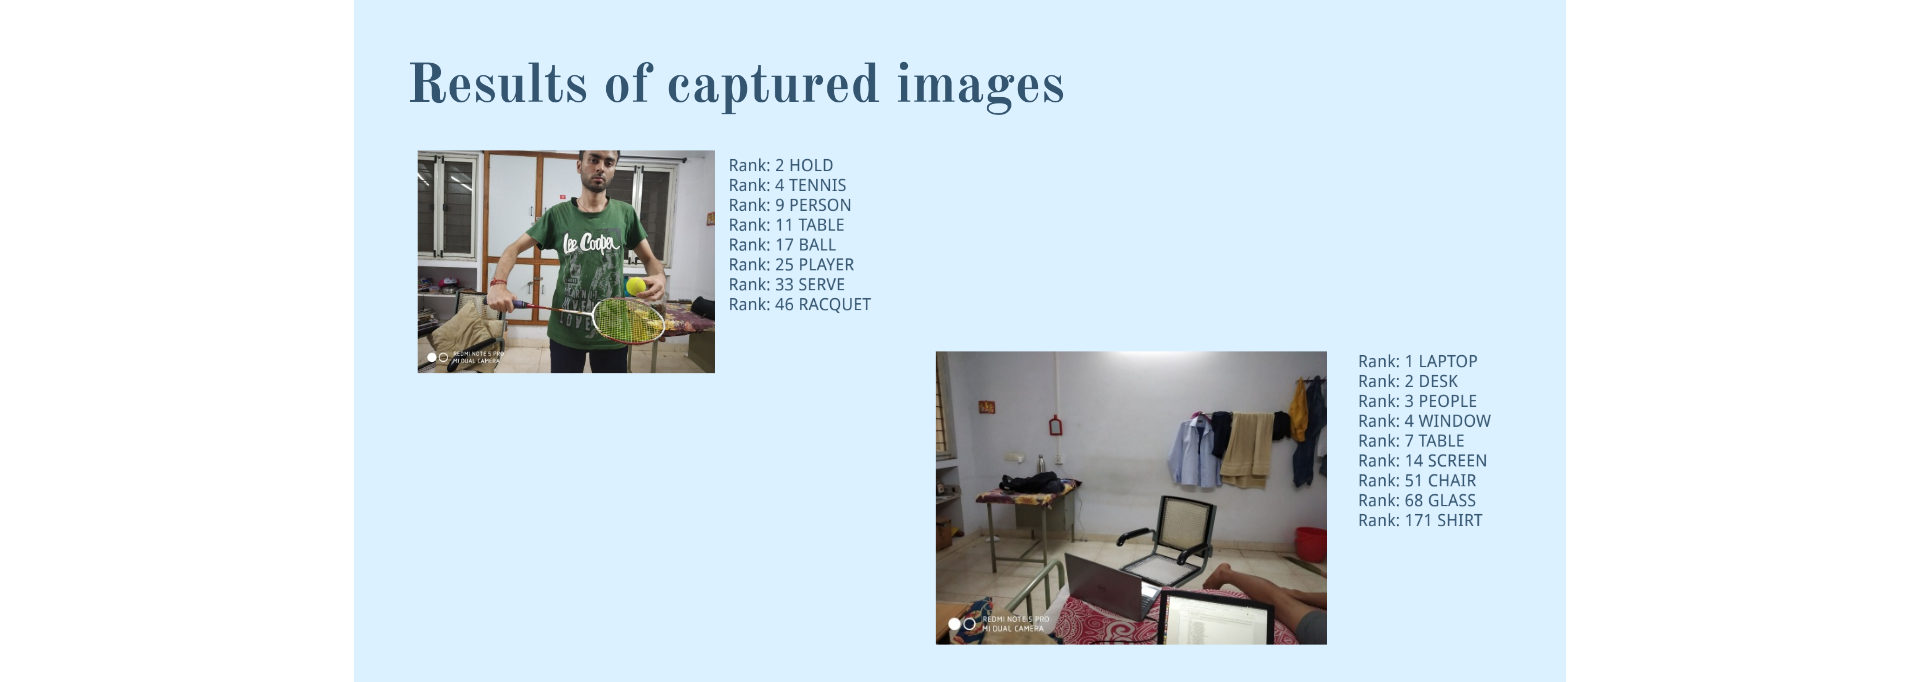 Results of captured images
Rank: 2 HOLD
Rank: 4 TENNIS
Rank: 9 PERSON
Rank: 11 TABLE
Rank: 17 BALL
Rank: 25 PLAYER
Rank: 33 SERVE
Rank: 46 RACQUET
Lee Cooper
LOVE
REDMI NOTE 5 PRO
MI DUAL CAMERA
Rank: 1 LAPTOP
Rank: 2 DESK
Rank: 3 PEOPLE
Rank: 4 WINDOW
Rank: 7 TABLE
Rank: 14 SCREEN
Rank: 51 CHAIR
Rank: 68 GLASS
Rank: 171 SHIRT
REDMI NOTE 5 PRO
MI DUAL CAMERA